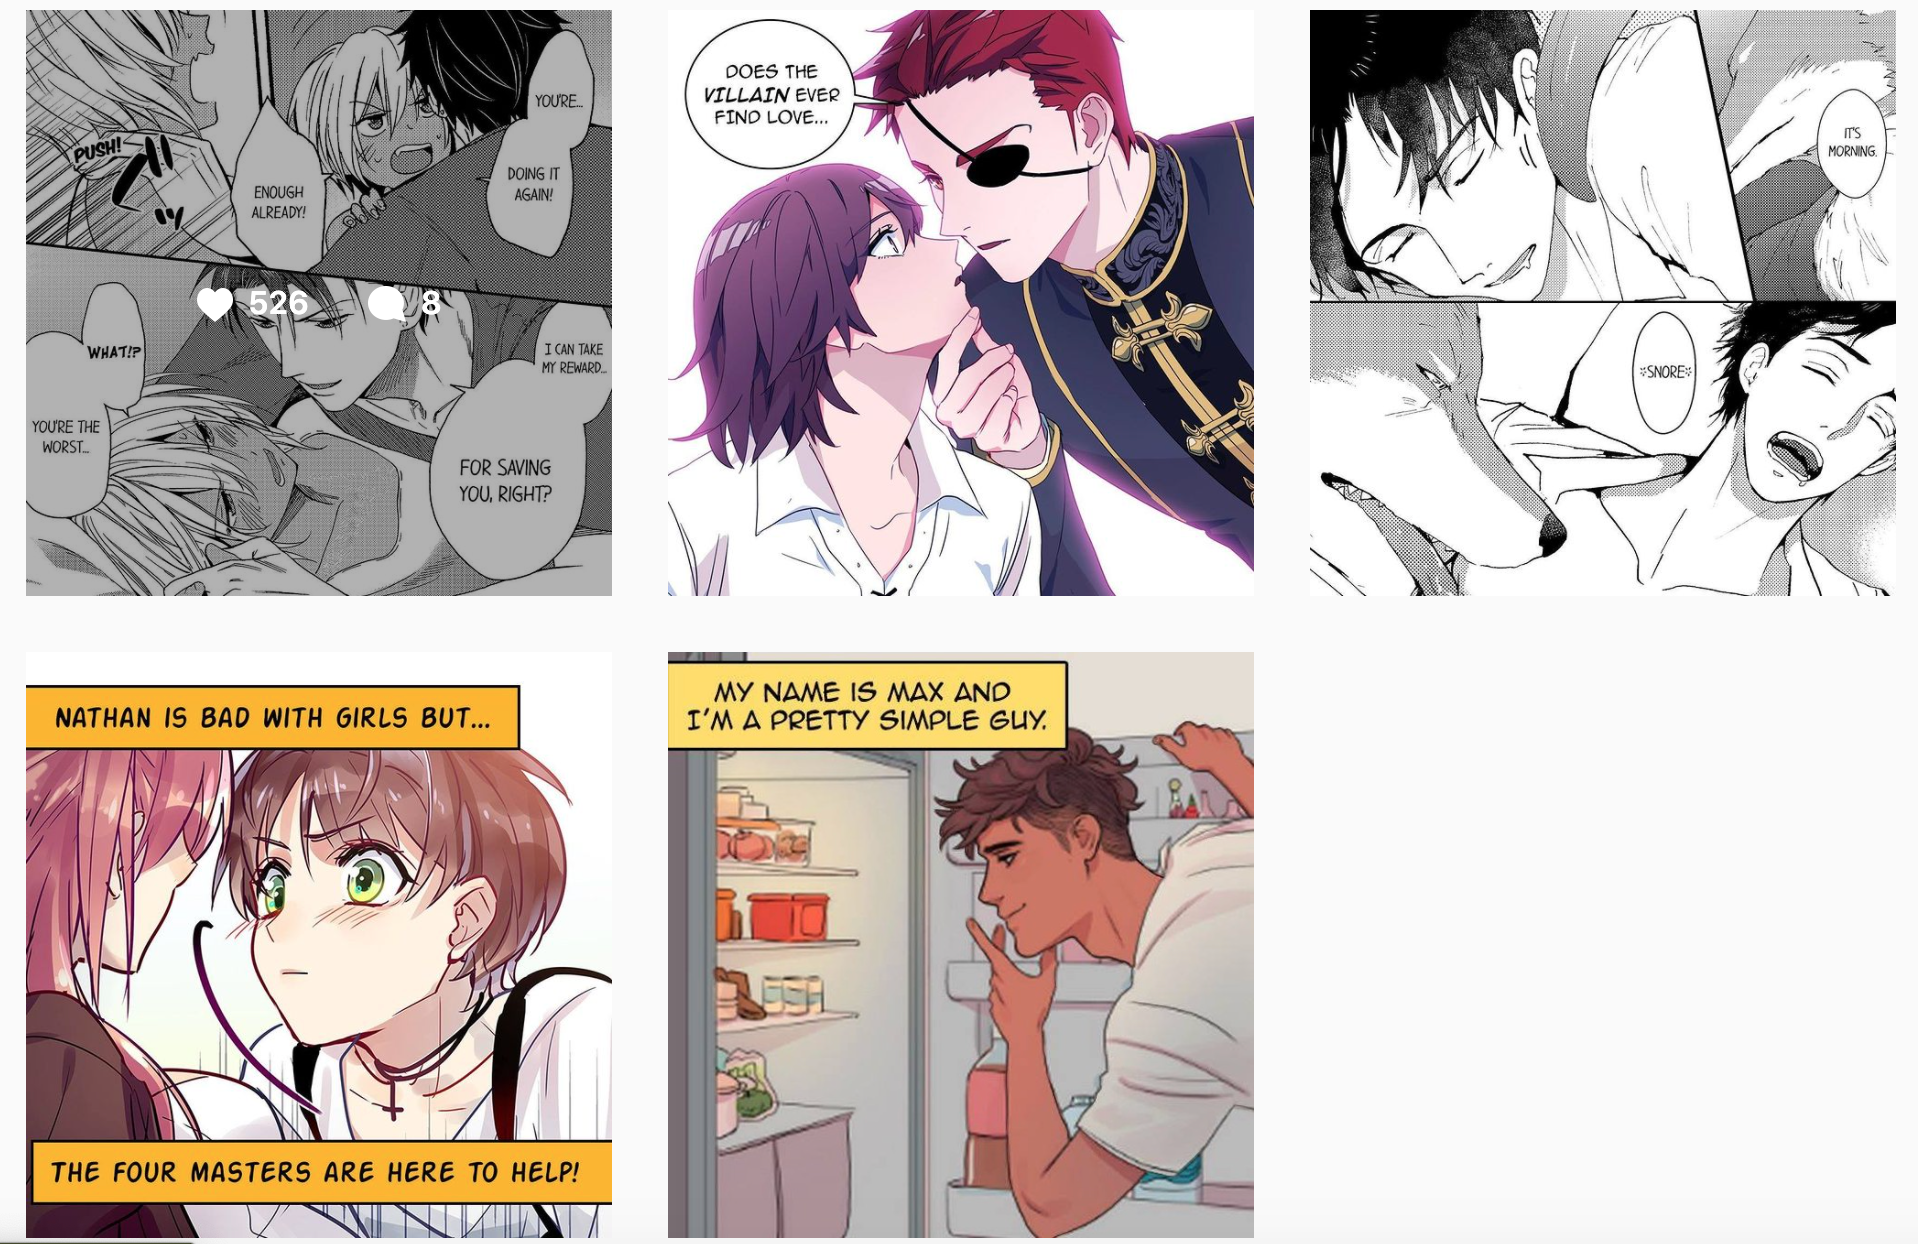 PUSH!
ENOUGH
ALREADY!
YOU'RE...
DOING IT
AGAIN!
526
8
WHAT!?
YOU'RE THE
WORST...
I CAN TAKE
MY REWARD...
FOR SAVING
YOU, RIGHT?
DOES THE
VILLAIN EVER
FIND LOVE...
IT'S
MORNING.
*SNORE*
NATHAN IS BAD WITH GIRLS BUT...
THE FOUR MASTERS ARE HERE TO HELP!
MY NAME IS MAX AND
I'M A PRETTY SIMPLE GUY.